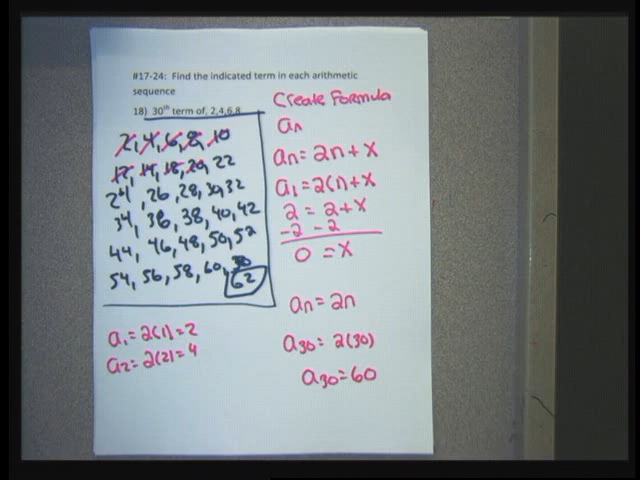 #17-24: Find the indicated term in each arithmetic
sequence
18) 30th term of, 2,4,6,8
2, 4, 6, 8, 10
12, 14, 18, 20, 22
24, 26, 28, 30, 32
34, 36, 38, 40, 42
44, 46, 48, 50, 52
54, 56, 58, 60,
62
a1 = 2(1) = 2
a2 = 2(2) = 4
Create Formula
an
an = 2n + x
a1 = 2(1) + x
2 = 2 + x
-2 -2
0 = x
an = 2n
a30 = 2(30)
a30 = 60